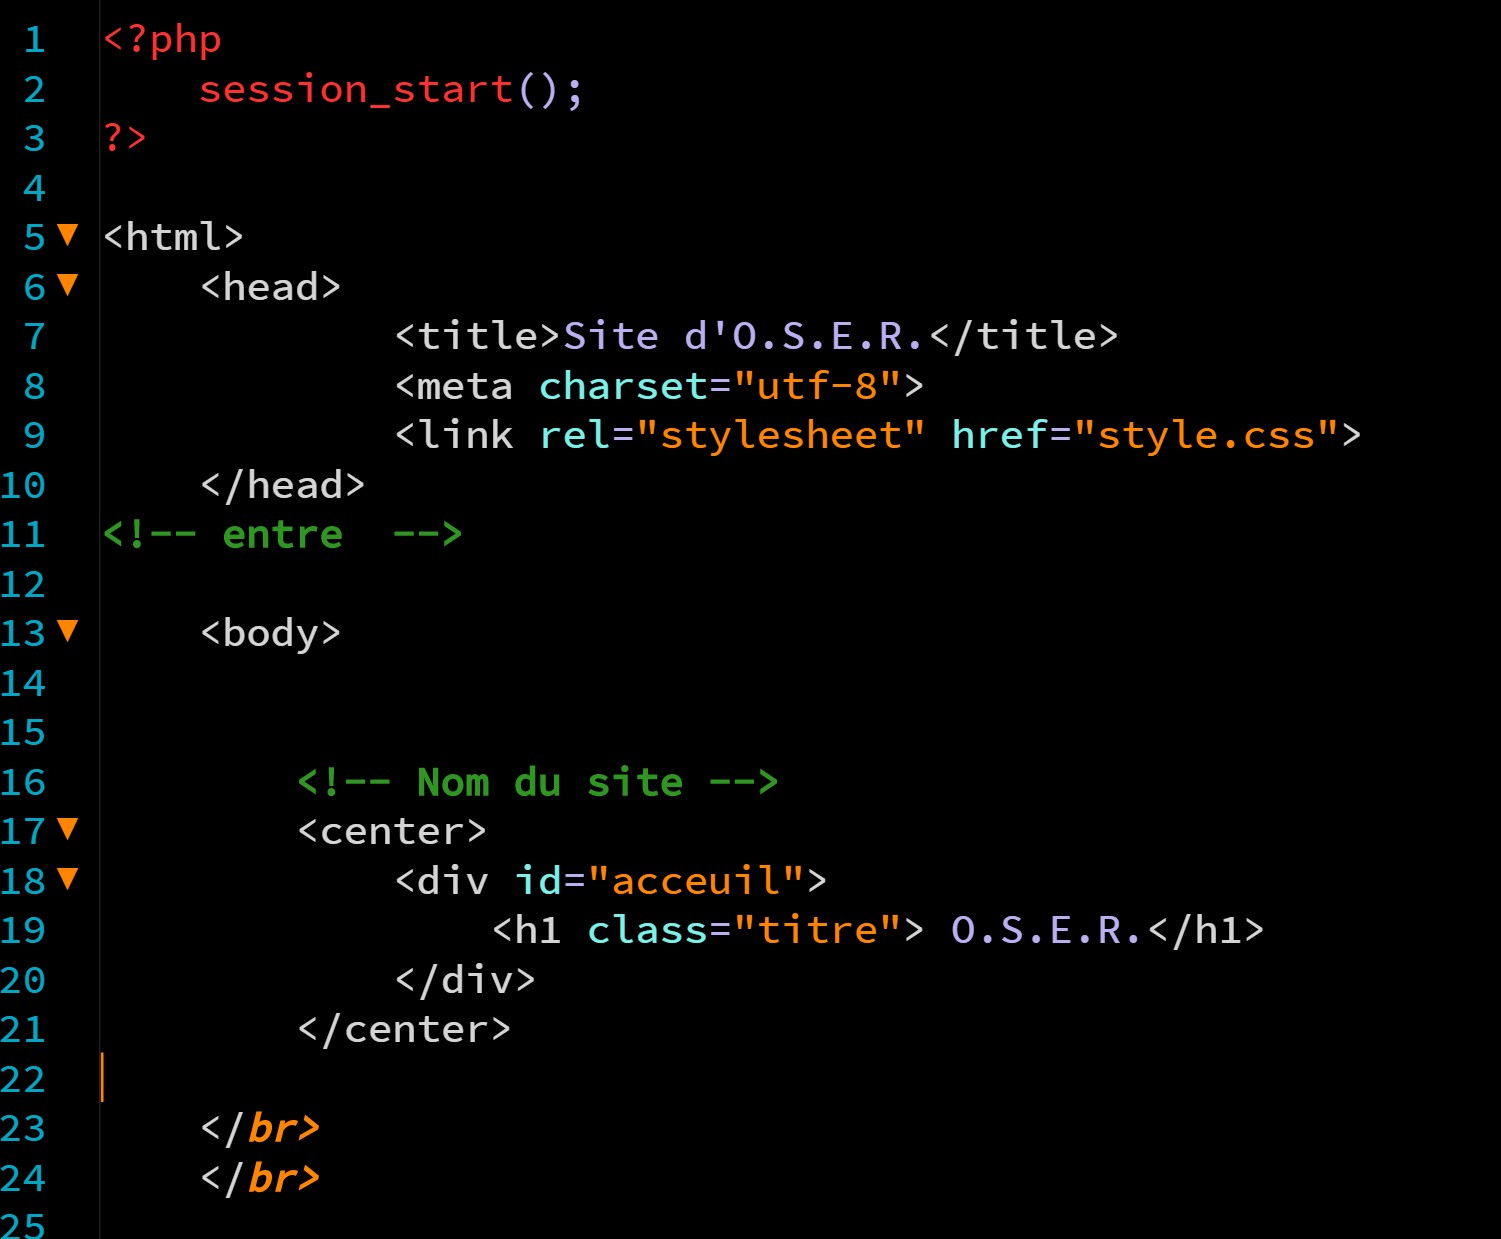 1 <?php
2 session_start();
3 ?>
4
5 <html>
6 <head>
7 <title>Site d'O.S.E.R.</title>
8 <meta charset="utf-8">
9 <link rel="stylesheet" href="style.css">
10 </head>
11 <!-- entre  -->
12
13 <body>
14
15
16 <!-- Nom du site -->
17 <center>
18 <div id="acceuil">
19 <h1 class="titre"> O.S.E.R.</h1>
20 </div>
21 </center>
22
23 </br>
24 </br>
25